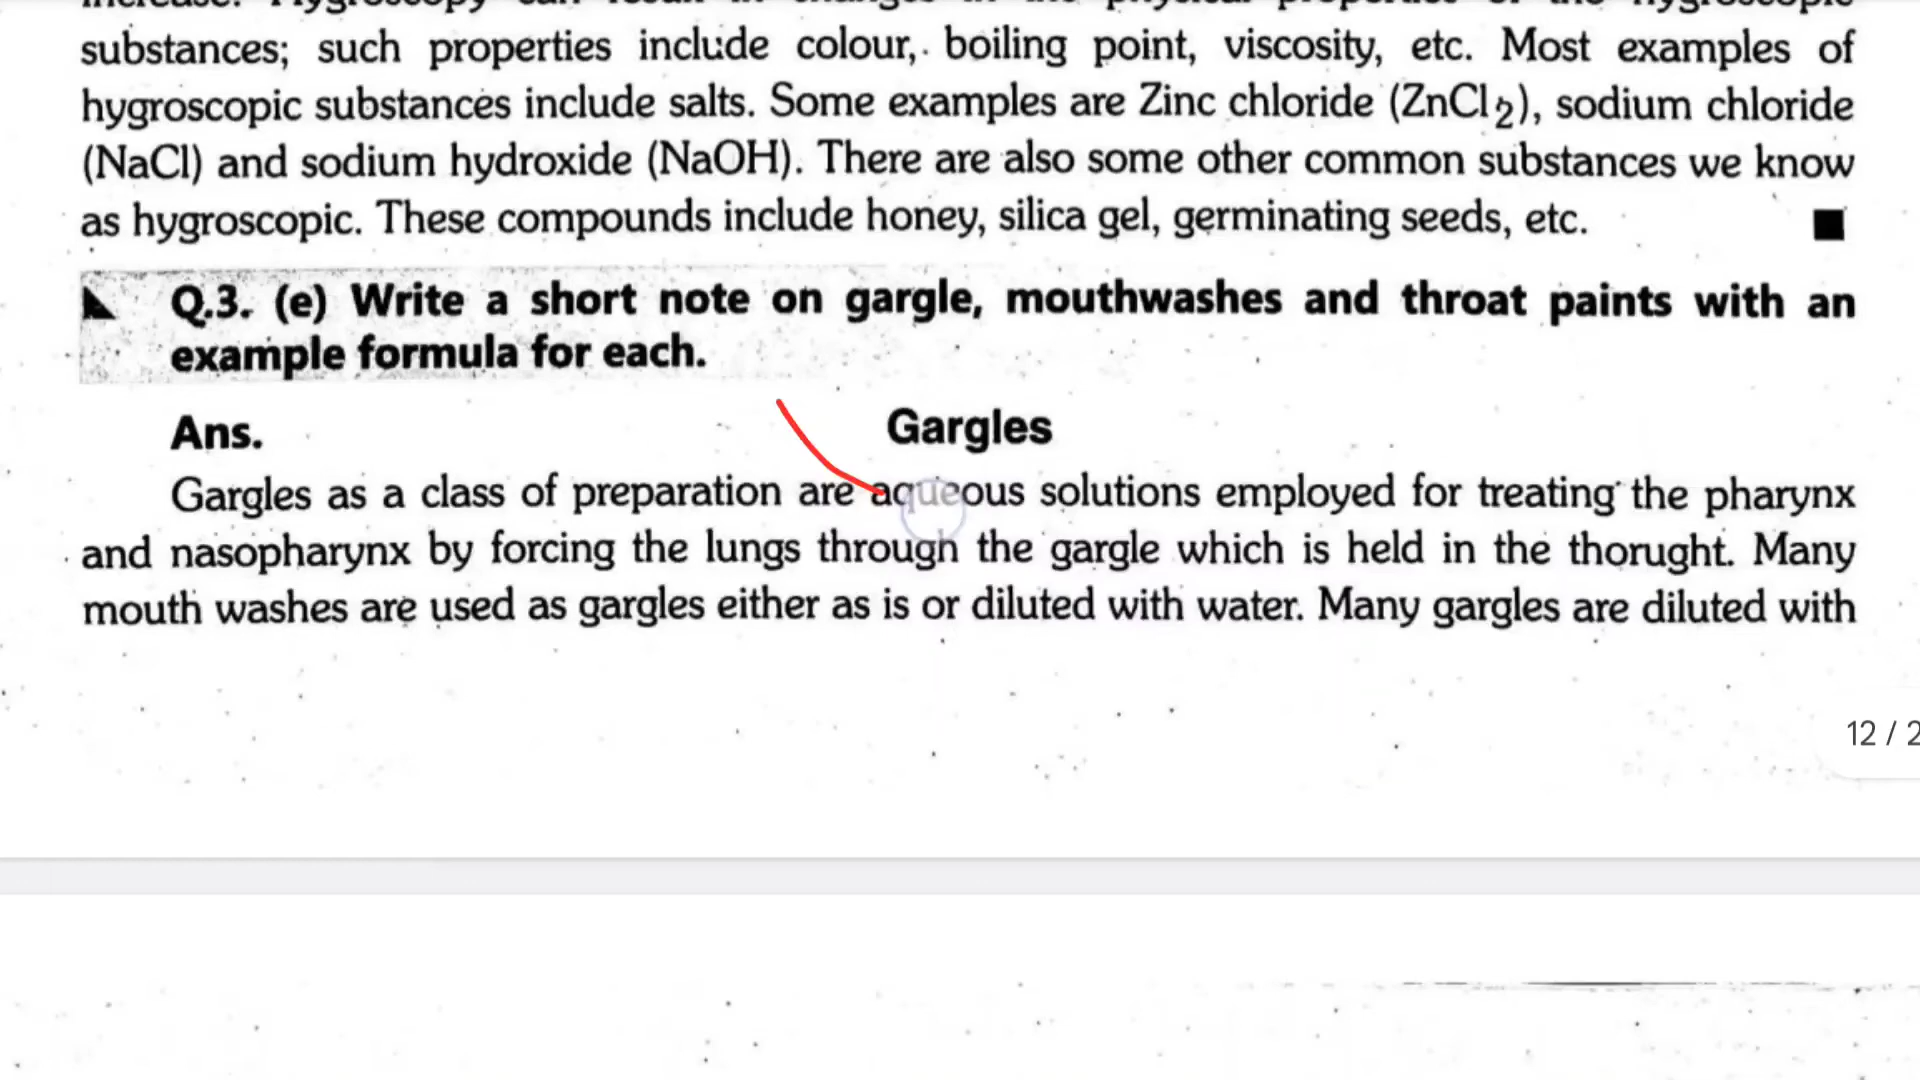 substances; such properties include colour, boiling point, viscosity, etc. Most examples of
hygroscopic substances include salts. Some examples are Zinc chloride (ZnCl2), sodium chloride
(NaCl) and sodium hydroxide (NaOH). There are also some other common substances we know
as hygroscopic. These compounds include honey, silica gel, germinating seeds, etc.
Q.3. (e) Write a short note on gargle, mouthwashes and throat paints with an
example formula for each.
Ans. Gargles
Gargles as a class of preparation are aqueous solutions employed for treating the pharynx
and nasopharynx by forcing the lungs through the gargle which is held in the thorught. Many
mouth washes are used as gargles either as is or diluted with water. Many gargles are diluted with
12 / 2